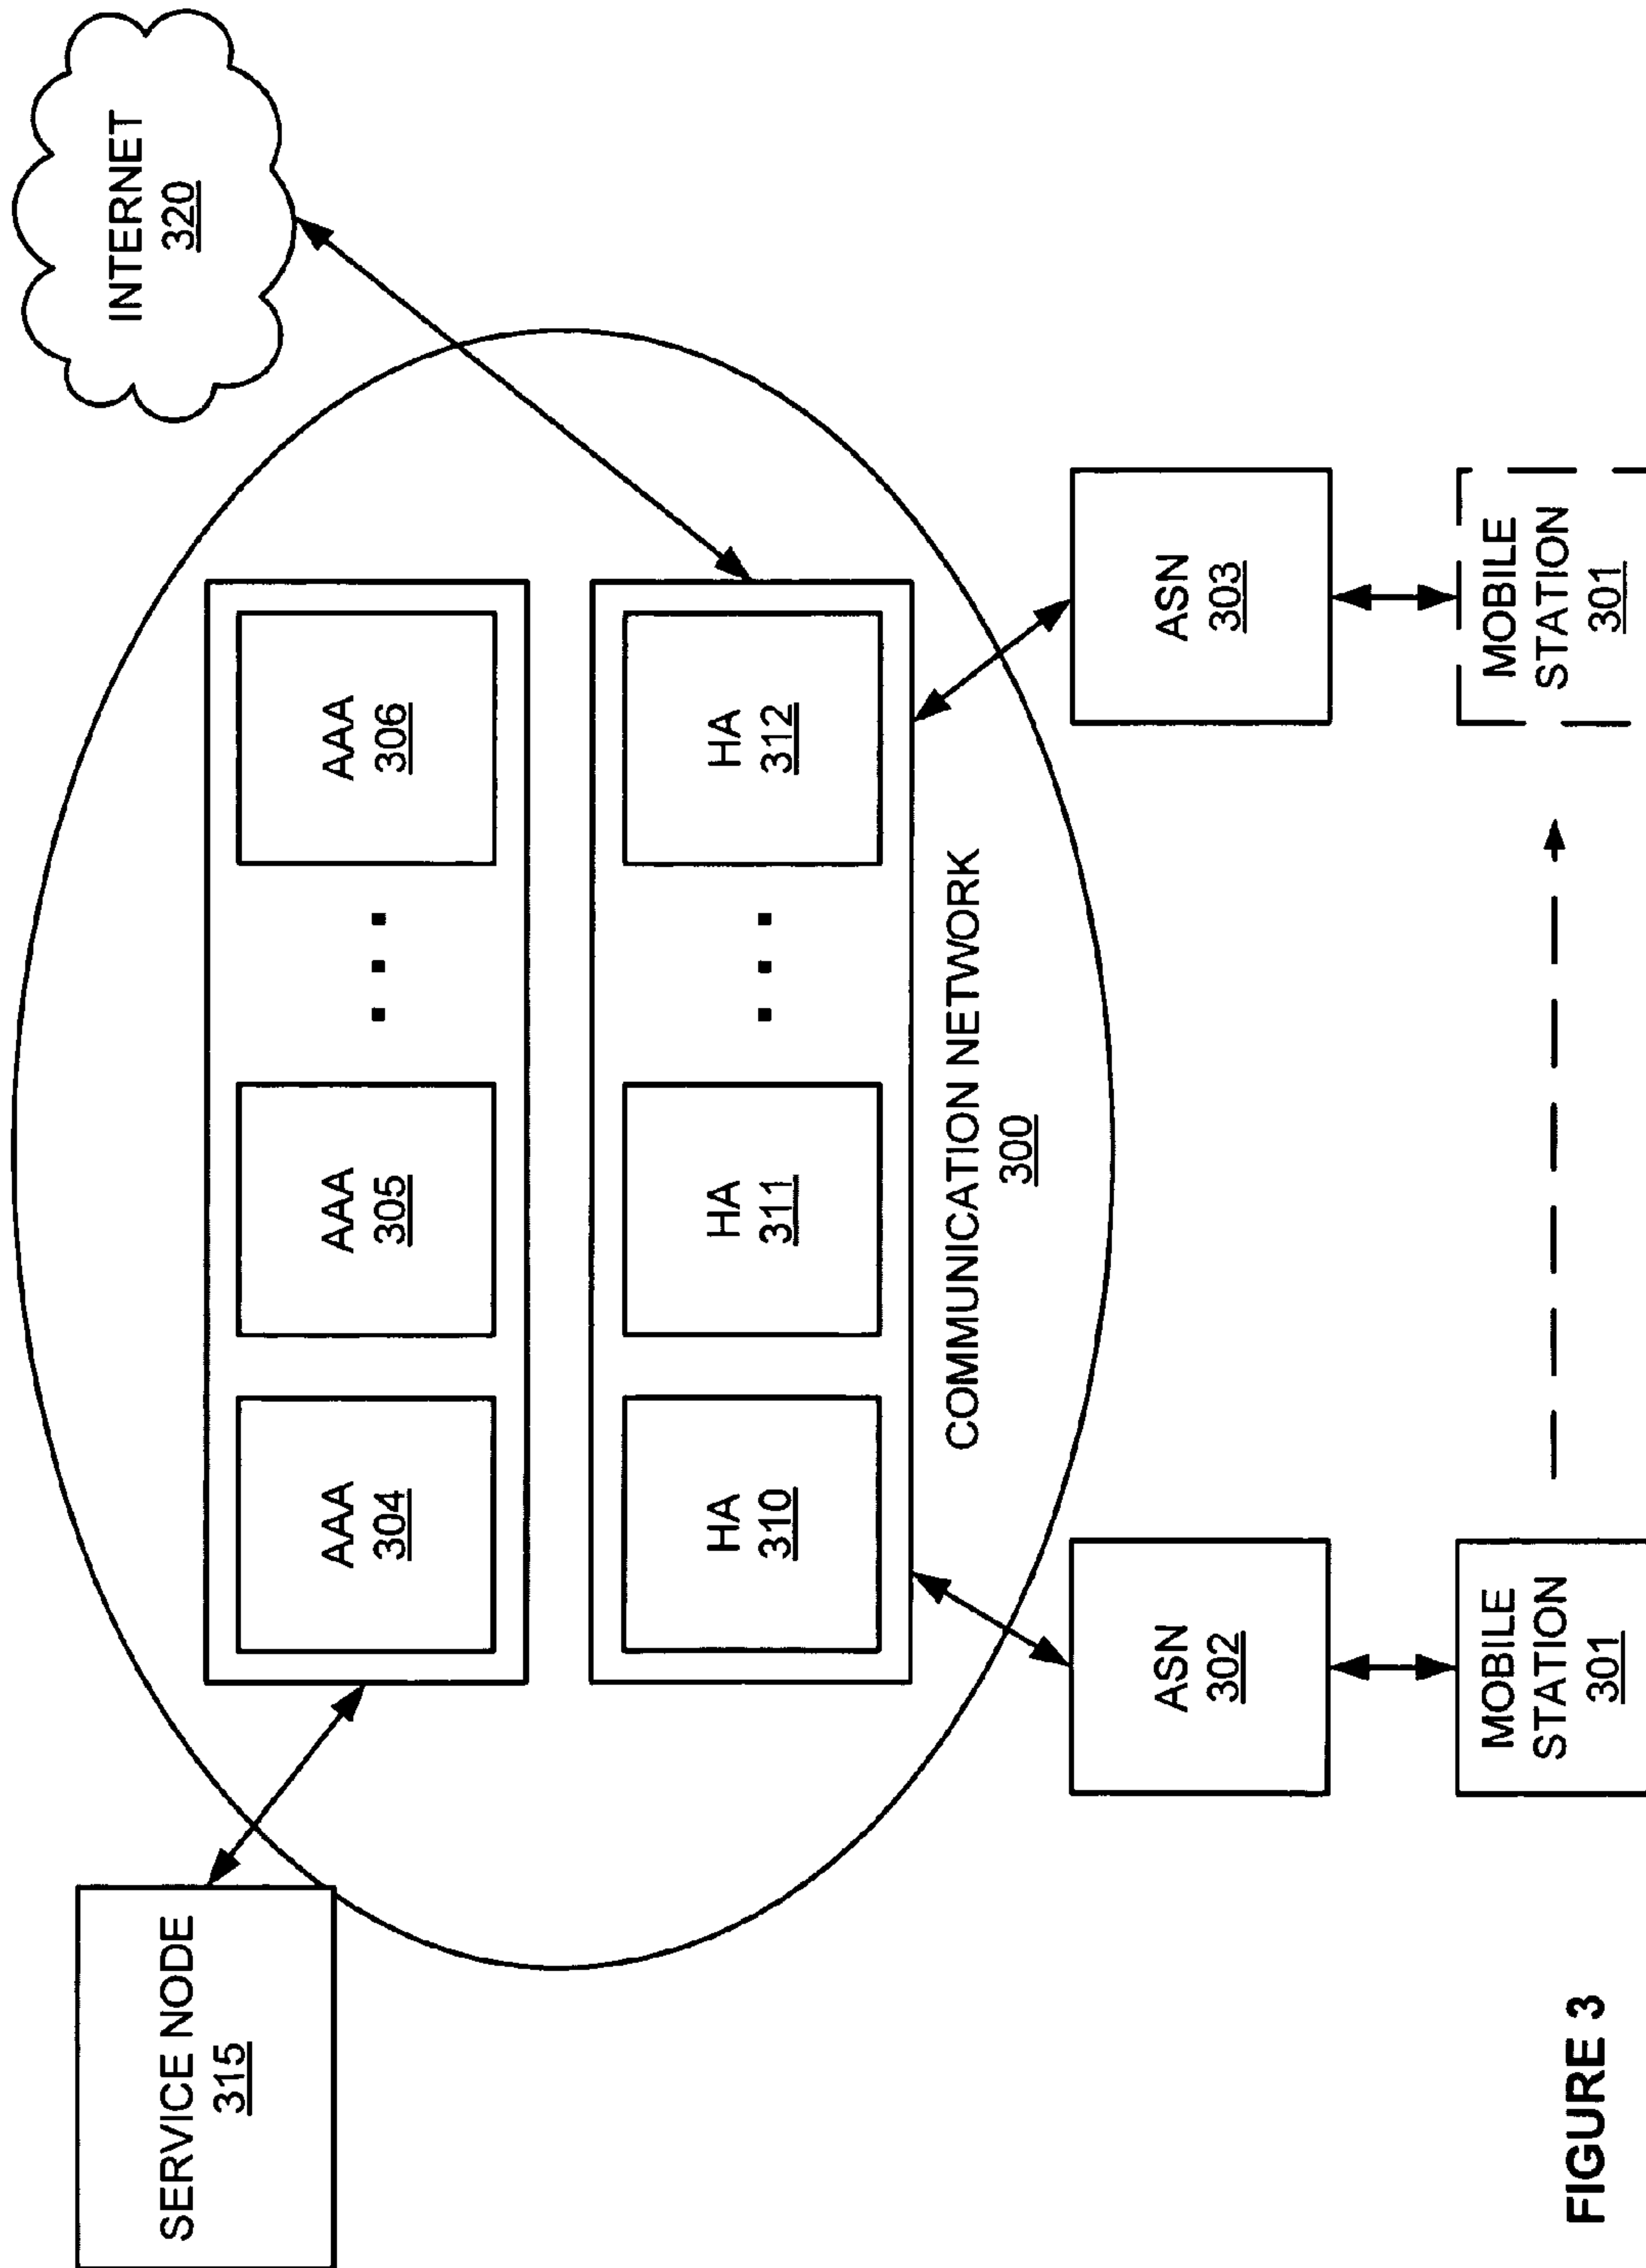 SERVICE NODE
315
INTERNET
320
AAA
304
AAA
305
. . .
AAA
306
HA
310
HA
311
. . .
HA
312
COMMUNICATION NETWORK
300
ASN
302
ASN
303
MOBILE
STATION
301
MOBILE
STATION
301
FIGURE 3